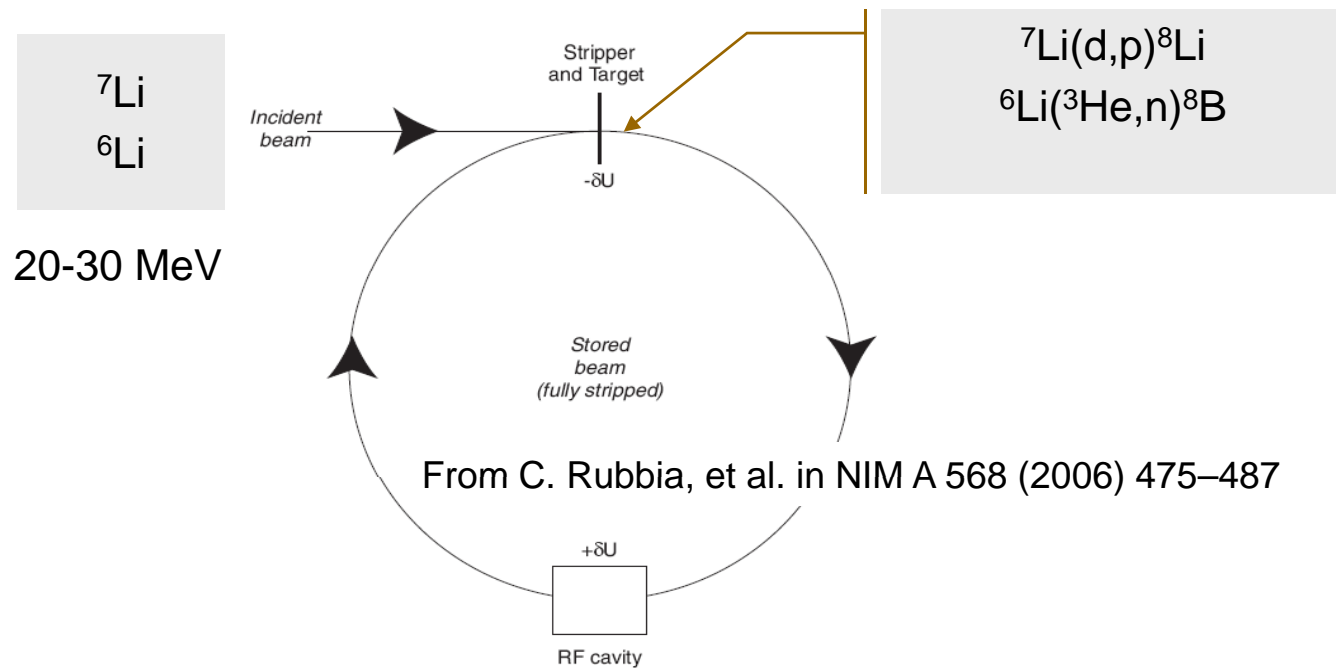 ⁷Li
⁶Li
20-30 MeV
Incident
beam
Stripper
and Target
-δU
⁷Li(d,p)⁸Li
⁶Li(³He,n)⁸B
Stored
beam
(fully stripped)
From C. Rubbia, et al. in NIM A 568 (2006) 475–487
+δU
RF cavity